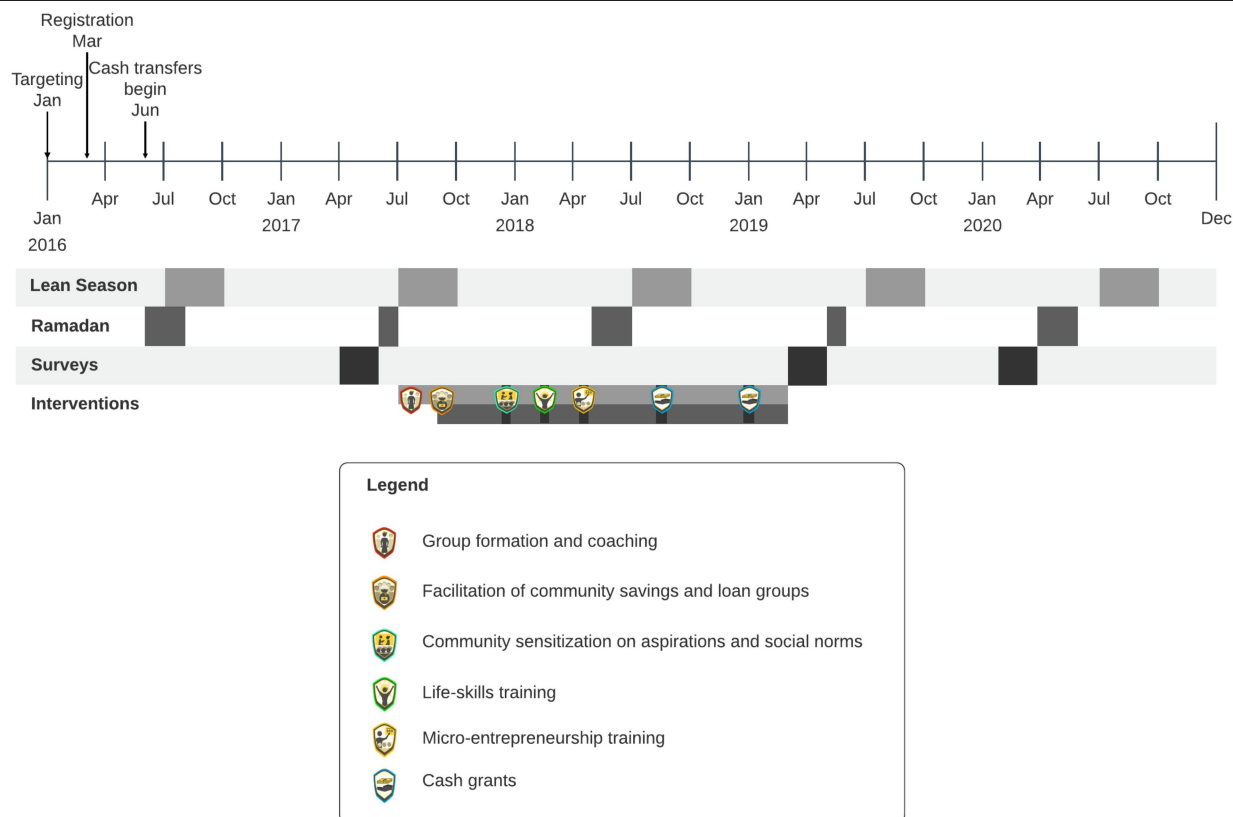 Registration
Mar
Cash transfers
begin
Jun
Targeting
Jan
Apr Jul Oct Jan Apr Jul Oct Jan Apr Jul Oct Jan Apr Jul Oct Jan Apr Jul Oct
Jan Dec
2017 2018 2019 2020
2016
Lean Season
Ramadan
Surveys
Interventions
Legend
Group formation and coaching
Facilitation of community savings and loan groups
Community sensitization on aspirations and social norms
Life-skills training
Micro-entrepreneurship training
Cash grants